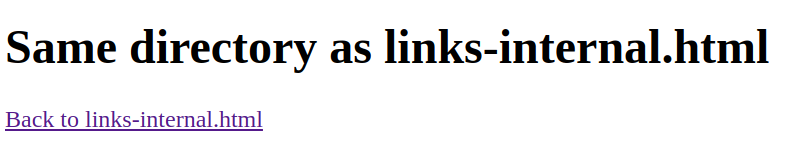 Same directory as links-internal.html
Back to links-internal.html